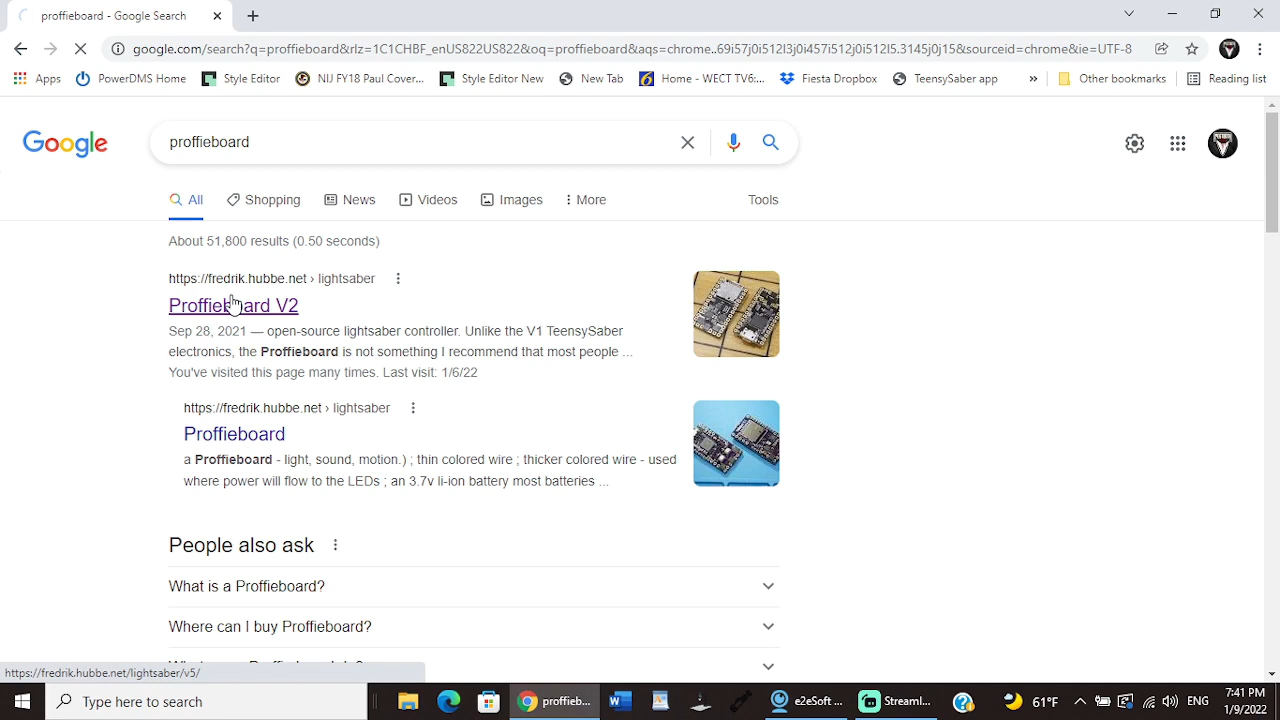 proffieboard - Google Search
google.com/search?q=proffieboard&rlz=1C1CHBF_enUS822US822&oq=proffieboard&aqs=chrome..69i57j0i512l3j0i457i512j0i512l5.3145j0j15&sourceid=chrome&ie=UTF-8
Apps PowerDMS Home Style Editor NIJ FY18 Paul Cover... Style Editor New New Tab Home - WECT TV6:... Fiesta Dropbox TeensySaber app » Other bookmarks Reading list
Google proffieboard
All Shopping News Videos Images More Tools
About 51,800 results (0.50 seconds)
https://fredrik.hubbe.net › lightsaber
Proffieboard V2
Sep 28, 2021 — open-source lightsaber controller. Unlike the V1 TeensySaber
electronics, the Proffieboard is not something I recommend that most people ...
You've visited this page many times. Last visit: 1/6/22
https://fredrik.hubbe.net › lightsaber
Proffieboard
a Proffieboard - light, sound, motion.) ; thin colored wire ; thicker colored wire - used
where power will flow to the LEDs ; an 3.7v li-ion battery most batteries ...
People also ask
What is a Proffieboard?
Where can I buy Proffieboard?
https://fredrik.hubbe.net/lightsaber/v5/
Type here to search proffieb... e2eSoft ... Streaml... 61°F ENG 7:41 PM
1/9/2022